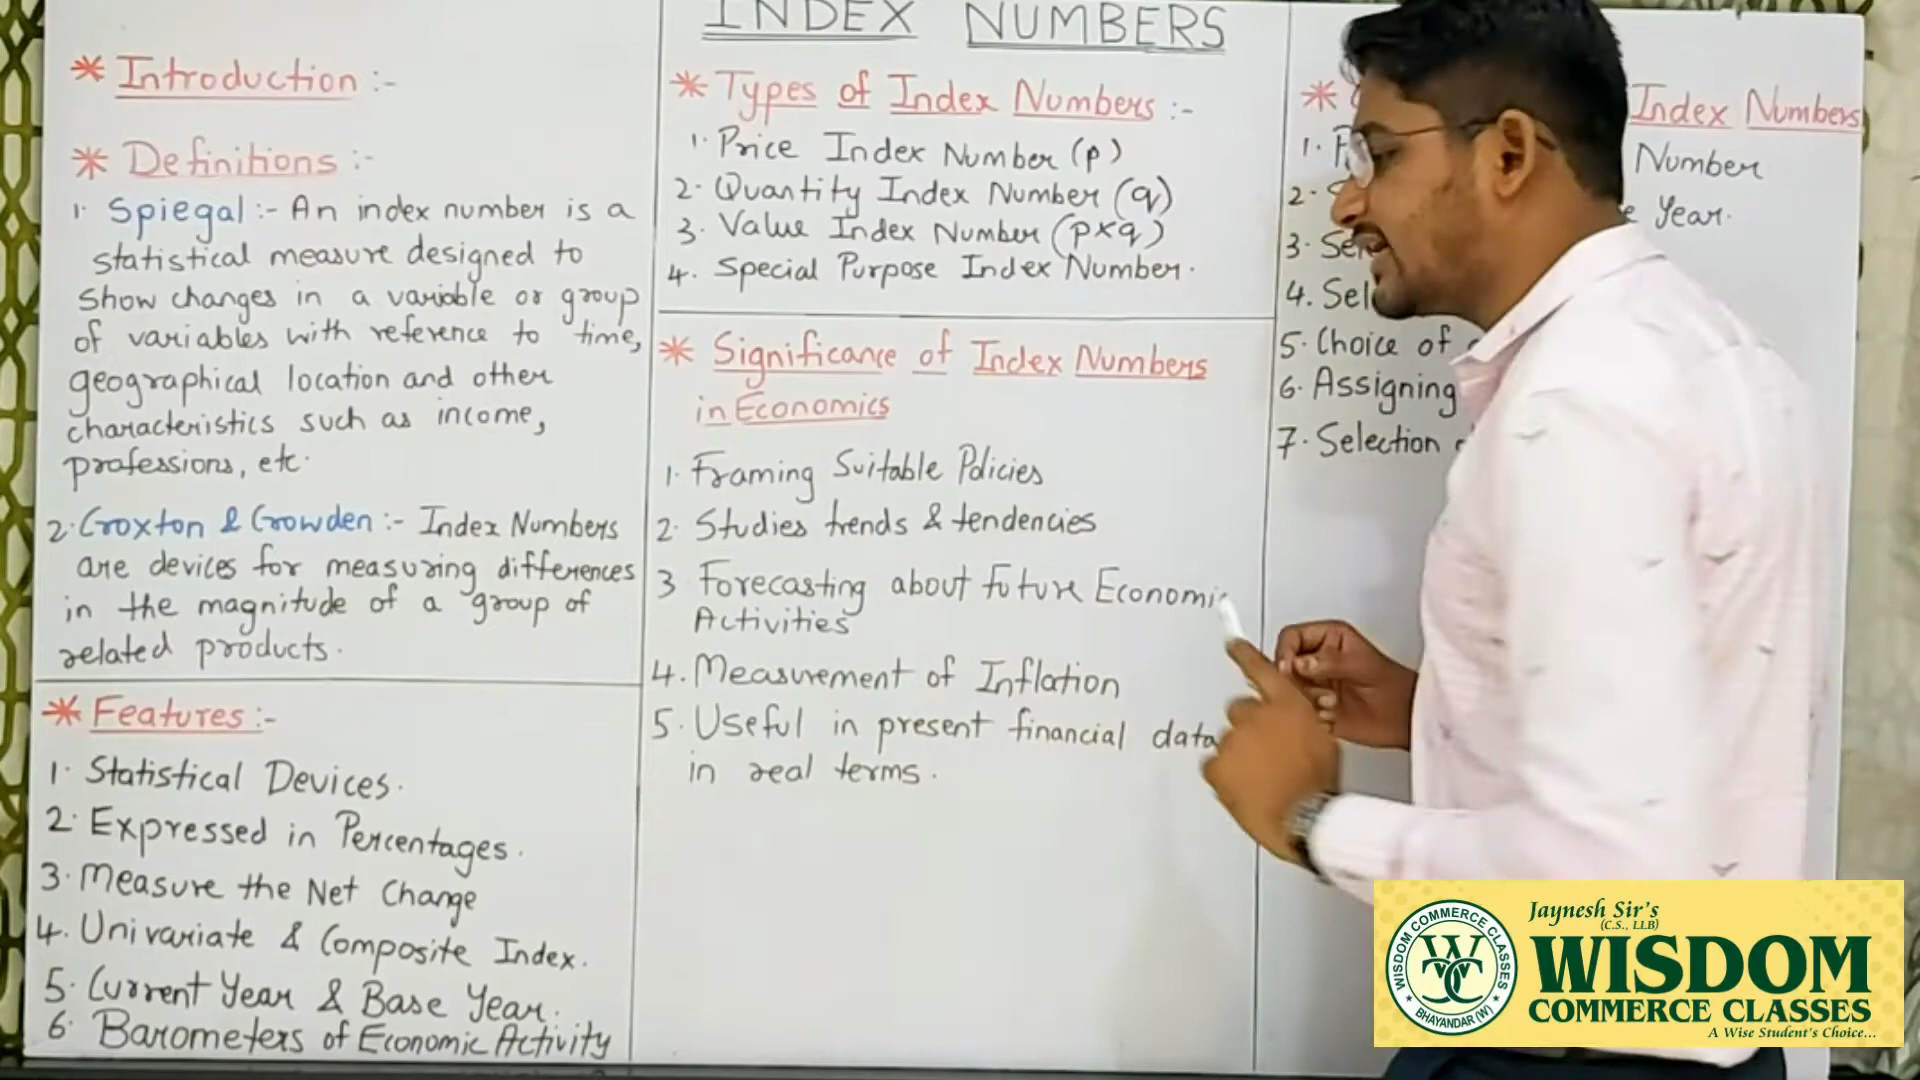 INDEX NUMBERS
* Introduction :-
* Definitions :-
1. Spiegal :- An index number is a
statistical measure designed to
show changes in a variable or group
of variables with reference to time,
geographical location and other
characteristics such as income,
professions, etc.
2. Croxton & Crowden :- Index Numbers
are devices for measuring differences
in the magnitude of a group of
related products.
* Features :-
1. Statistical Devices.
2. Expressed in Percentages.
3. Measure the Net Change
4. Univariate & Composite Index.
5. Current Year & Base Year.
6. Barometers of Economic Activity
* Types of Index Numbers :-
1. Price Index Number (p)
2. Quantity Index Number (q)
3. Value Index Number (p×q)
4. Special Purpose Index Number.
* Significance of Index Numbers
in Economics
1. Framing Suitable Policies
2. Studies trends & tendencies
3 Forecasting about future Economic
Activities
4. Measurement of Inflation
5. Useful in present financial data
in real terms.
* Index Numbers
1. Number
2. Year.
3.
4.
5. Choice of
6. Assigning
7. Selection
Jaynesh Sir's
(C.S., LLB)
WISDOM
COMMERCE CLASSES
A Wise Student's Choice...
WISDOM COMMERCE CLASSES
WCC
BHAYANDAR (W)